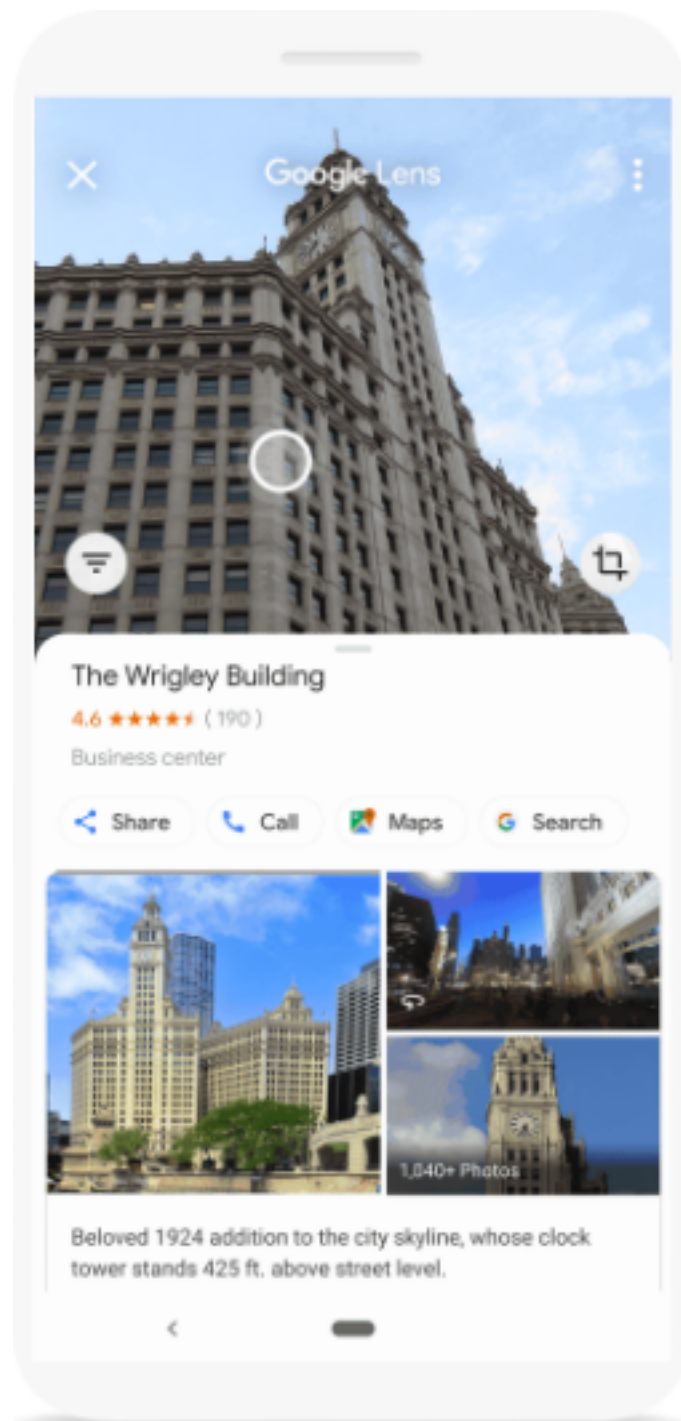 Google Lens
The Wrigley Building
4.6 ★★★★★ ( 190 )
Business center
Share
Call
Maps
Search
1,040+ Photos
Beloved 1924 addition to the city skyline, whose clock
tower stands 425 ft. above street level.